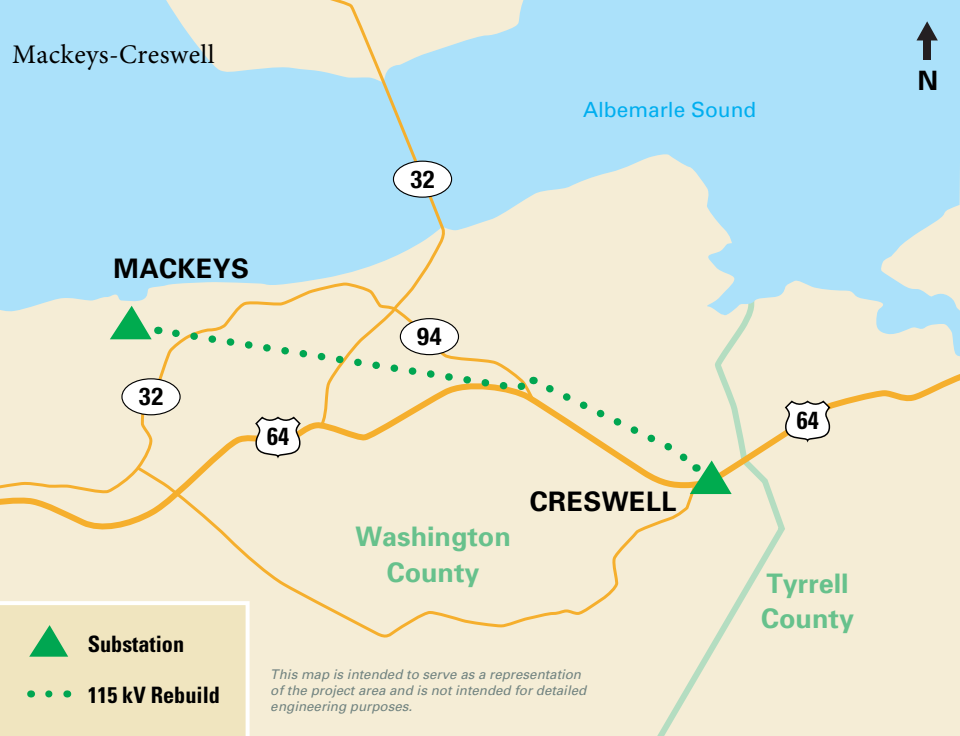 Mackeys-Creswell
N
Albemarle Sound
32
MACKEYS
94
32
64
64
CRESWELL
Washington
County
Tyrrell
County
Substation
115 kV Rebuild
This map is intended to serve as a representation
of the project area and is not intended for detailed
engineering purposes.